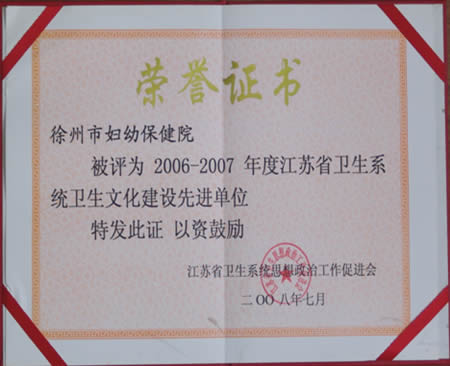 荣誉证书
徐州市妇幼保健院
被评为 2006-2007 年度江苏省卫生系
统卫生文化建设先进单位
特发此证 以资鼓励
江苏省卫生系统思想政治工作促进会
二〇〇八年七月